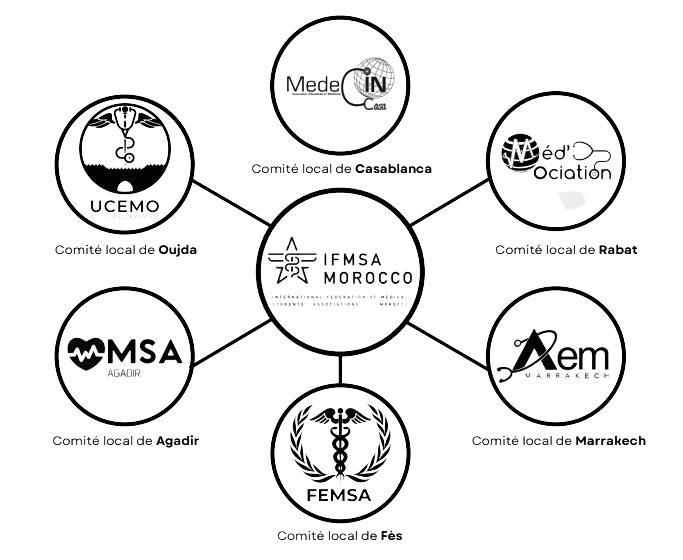 MedecIN
Casa
Comité local de Casablanca
UCEMO
Comité local de Oujda
Méd'Ociation
Comité local de Rabat
IFMSA
MOROCCO
INTERNATIONAL FEDERATION OF MEDICAL
STUDENTS ASSOCIATIONS MOROCCO
MSA
AGADIR
Comité local de Agadir
Aem
MARRAKECH
Comité local de Marrakech
FEMSA
Comité local de Fès